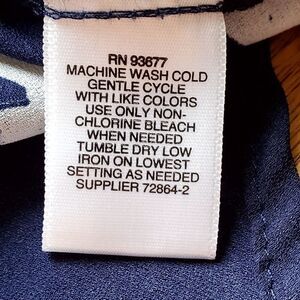 RN 93677
MACHINE WASH COLD
GENTLE CYCLE
WITH LIKE COLORS
USE ONLY NON-
CHLORINE BLEACH
WHEN NEEDED
TUMBLE DRY LOW
IRON ON LOWEST
SETTING AS NEEDED
SUPPLIER 72864-2